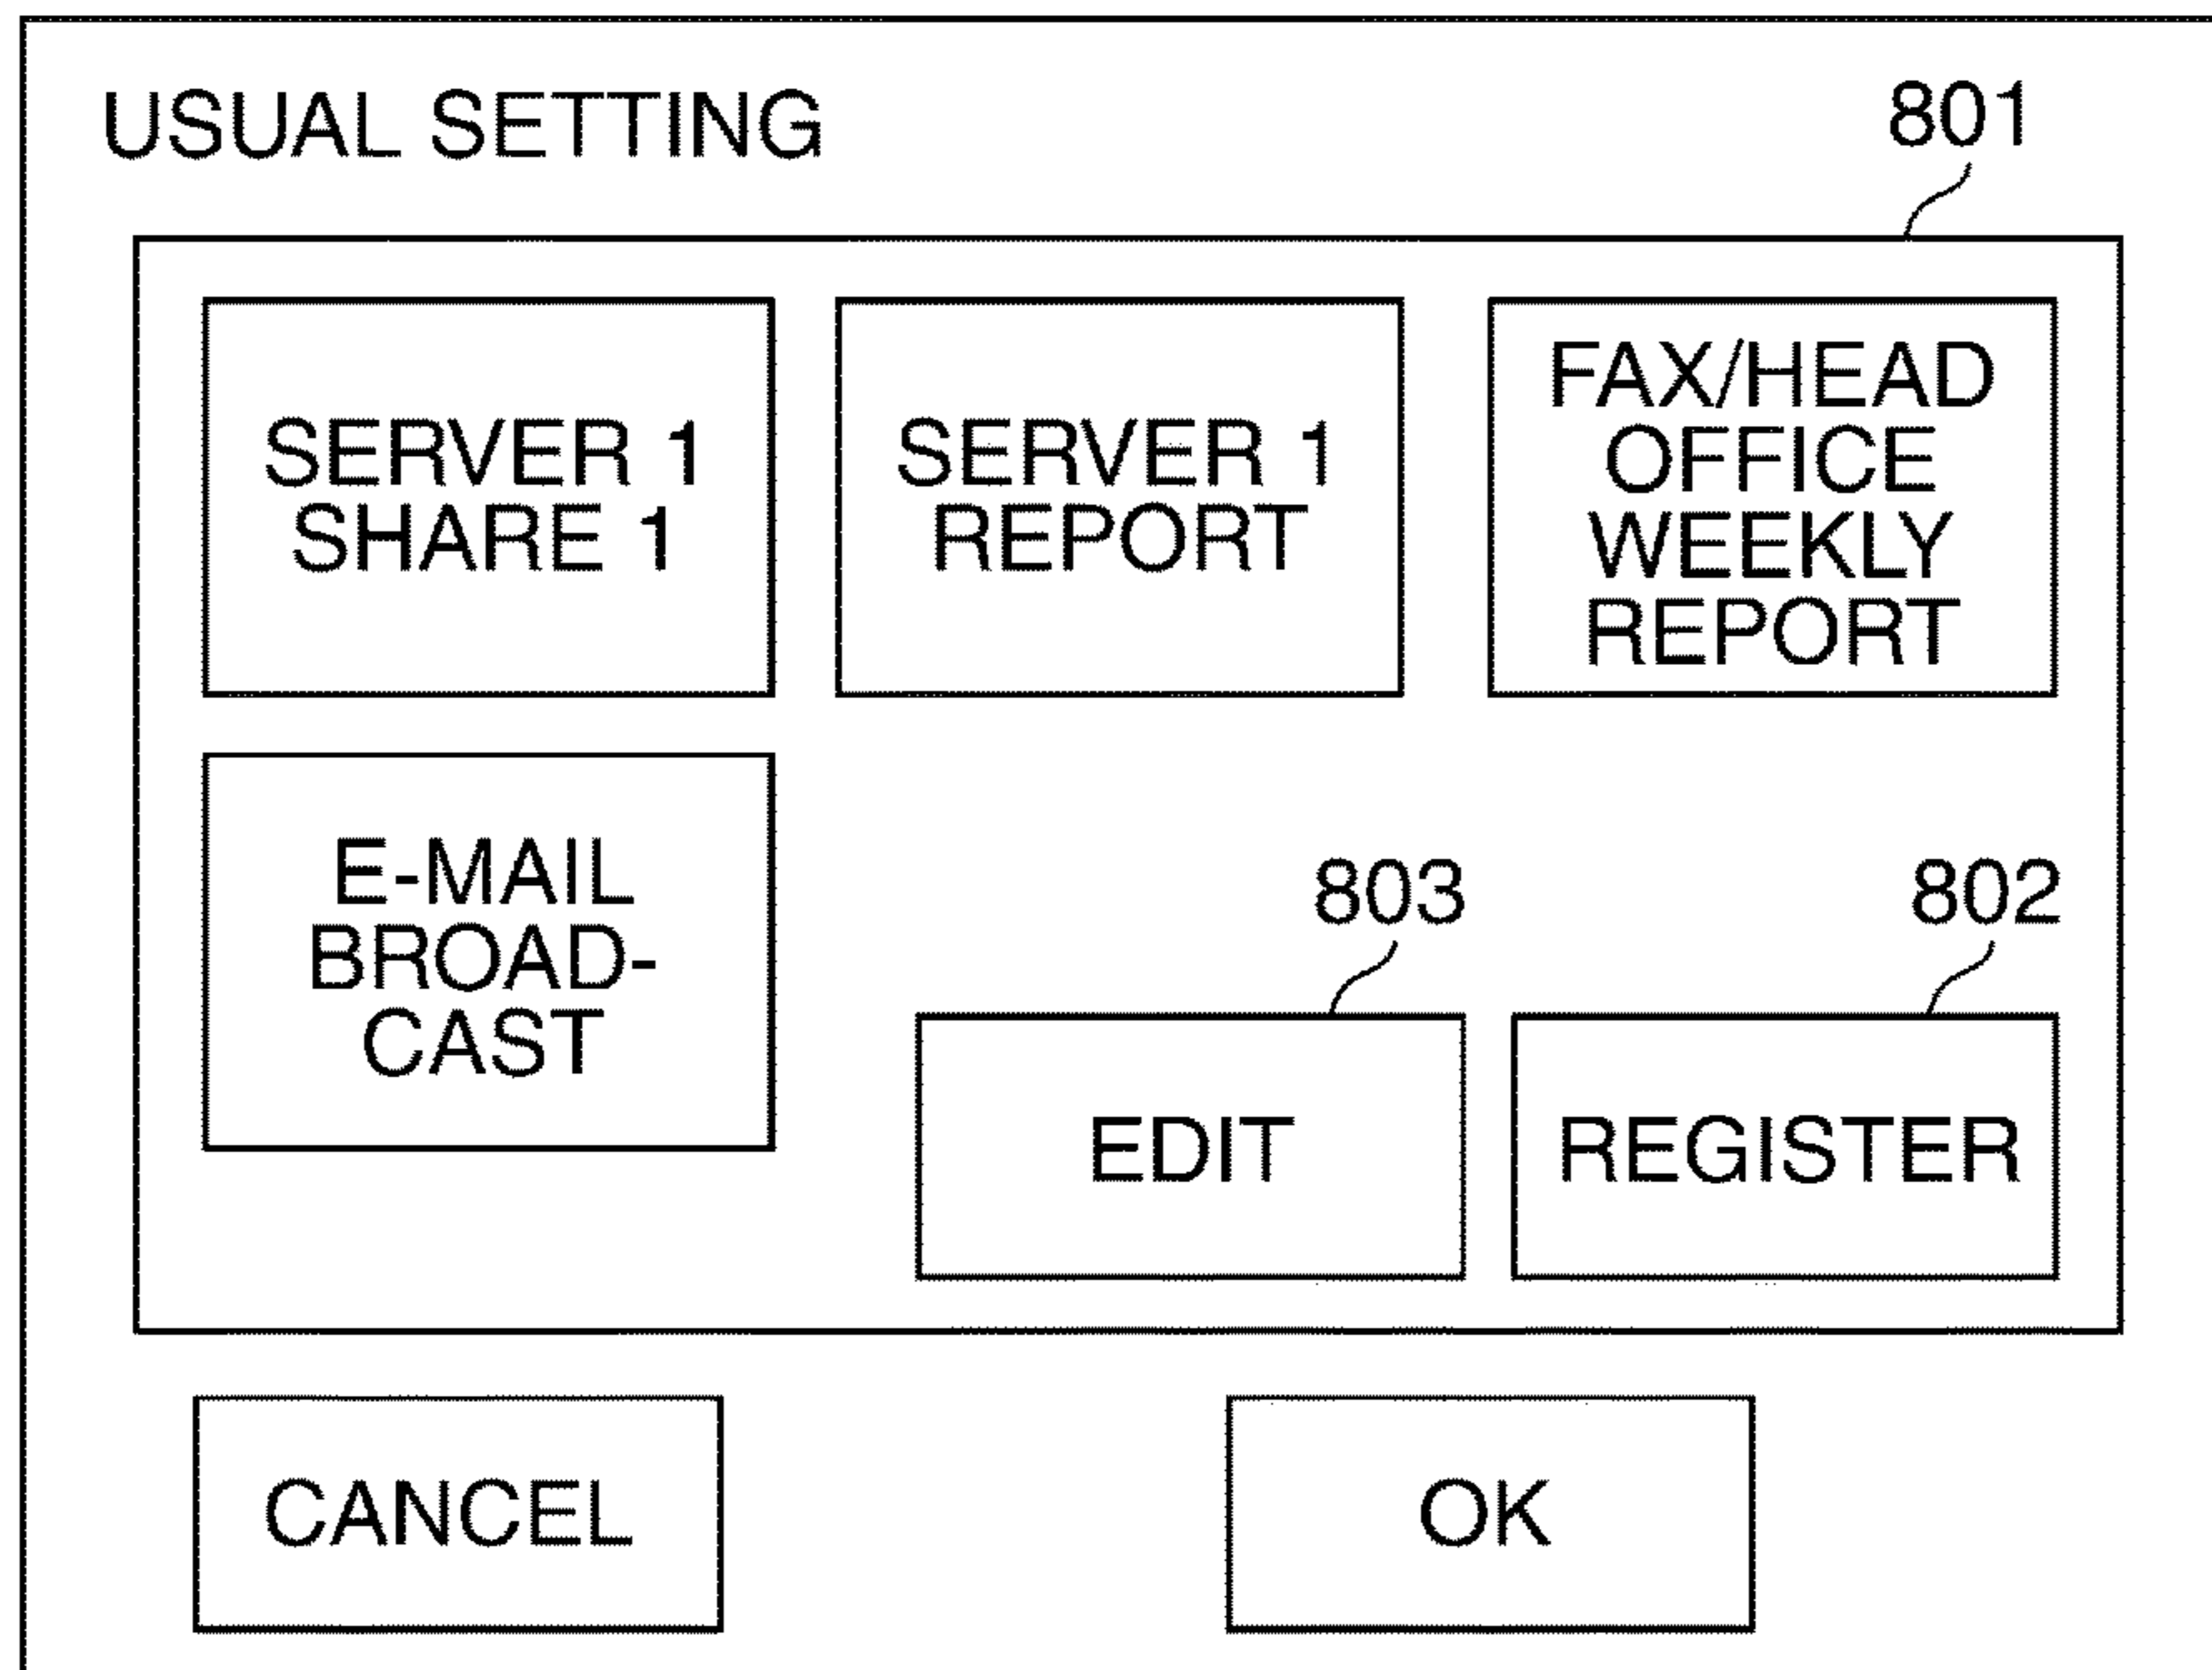 USUAL SETTING
801
SERVER 1
SHARE 1
SERVER 1
REPORT
FAX/HEAD
OFFICE
WEEKLY
REPORT
E-MAIL
BROAD-
CAST
803
802
EDIT
REGISTER
CANCEL
OK